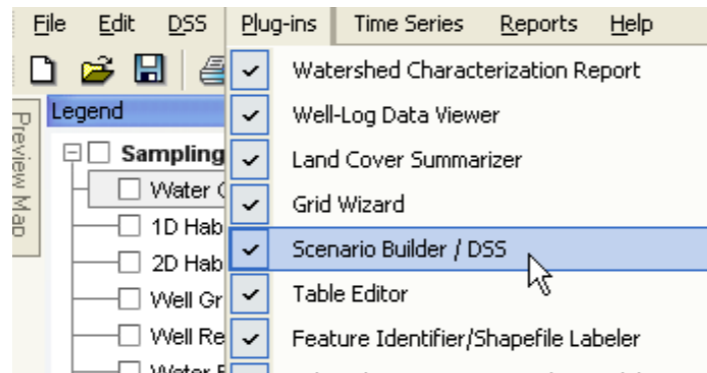 File Edit DSS Plug-ins Time Series Reports Help
Preview Map
Legend
Sampling
Water
1D Hab
2D Hab
Well Gr
Well Re
Water
Watershed Characterization Report
Well-Log Data Viewer
Land Cover Summarizer
Grid Wizard
Scenario Builder / DSS
Table Editor
Feature Identifier/Shapefile Labeler